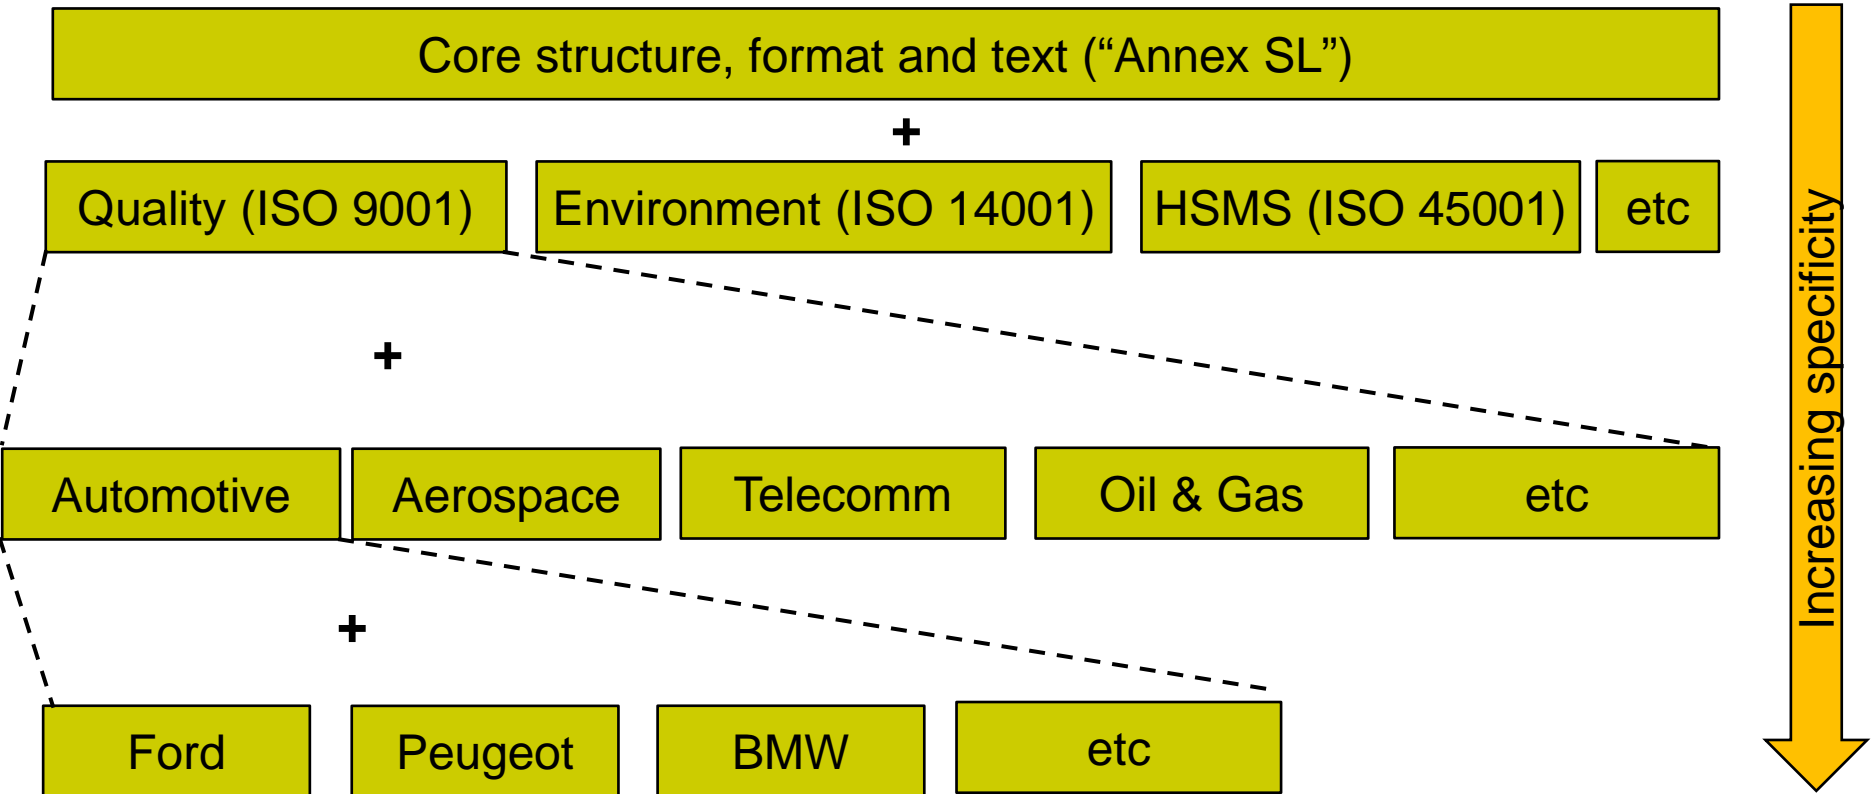 Core structure, format and text (“Annex SL”)
+
Quality (ISO 9001)
Environment (ISO 14001)
HSMS (ISO 45001)
etc
+
Automotive
Aerospace
Telecomm
Oil & Gas
etc
+
Ford
Peugeot
BMW
etc
Increasing specificity